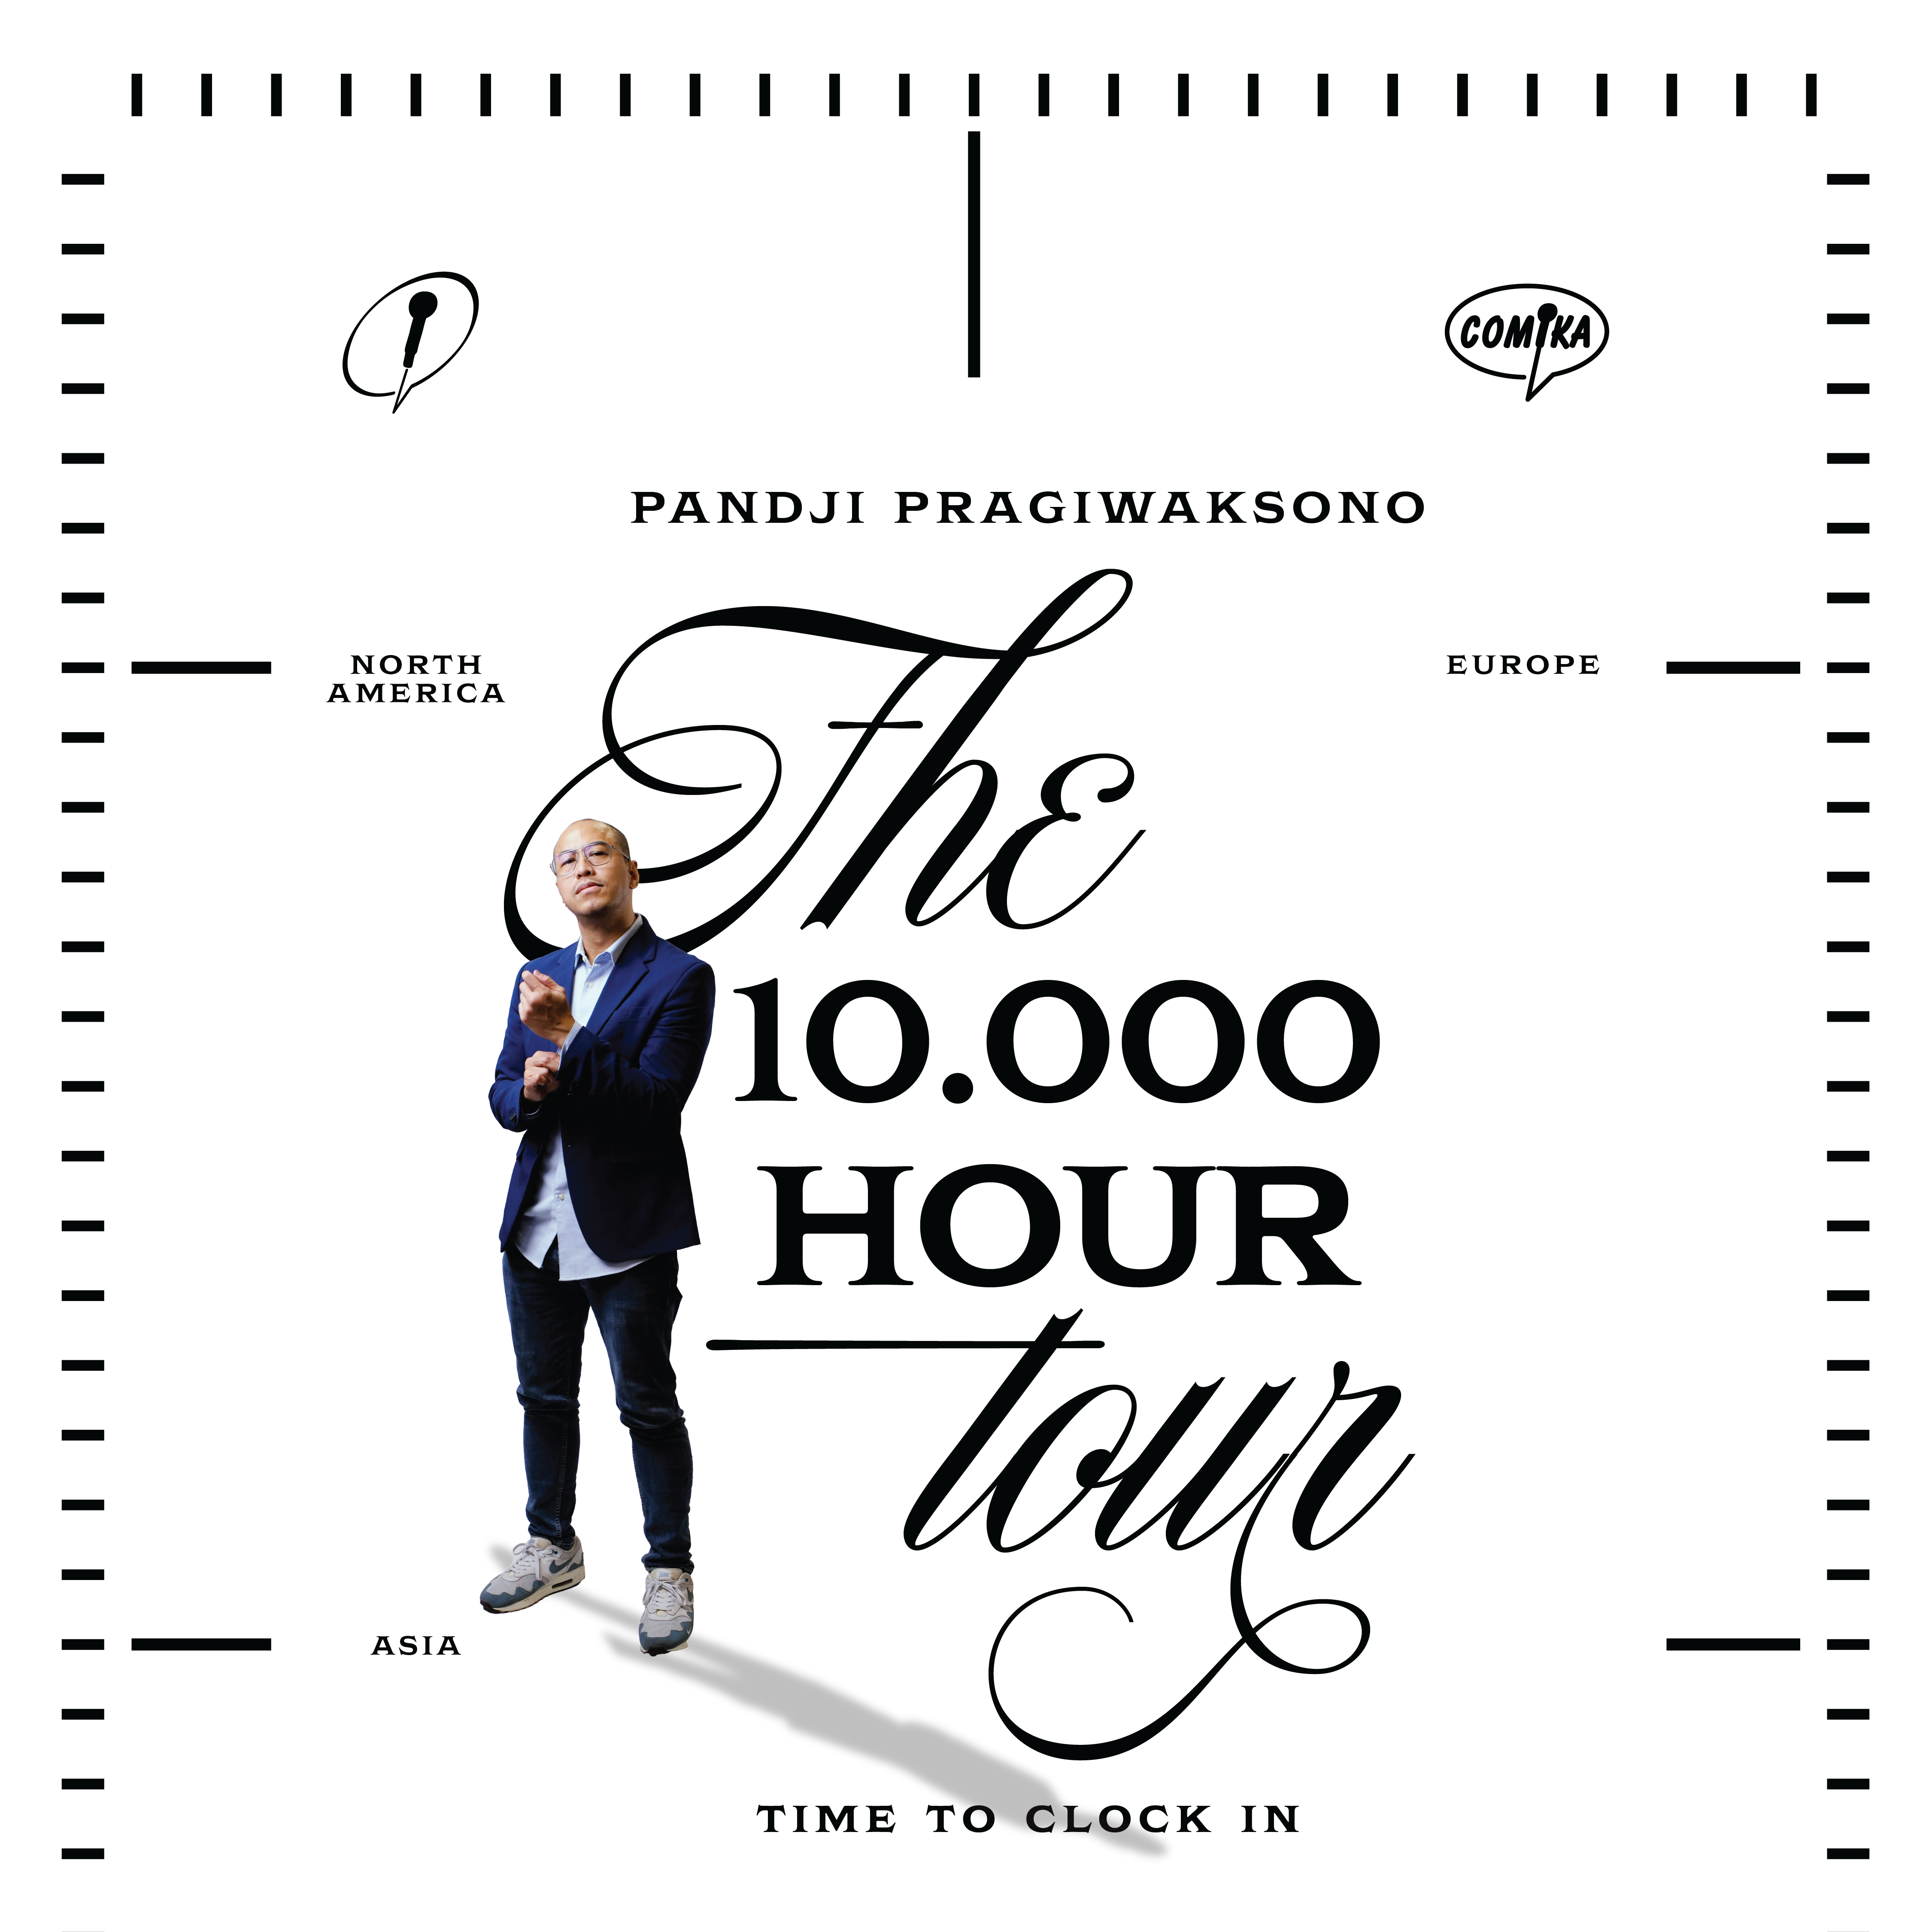 COMIKA
PANDJI PRAGIWAKSONO
NORTH
AMERICA
EUROPE
The
10.000
HOUR
tour
ASIA
TIME TO CLOCK IN